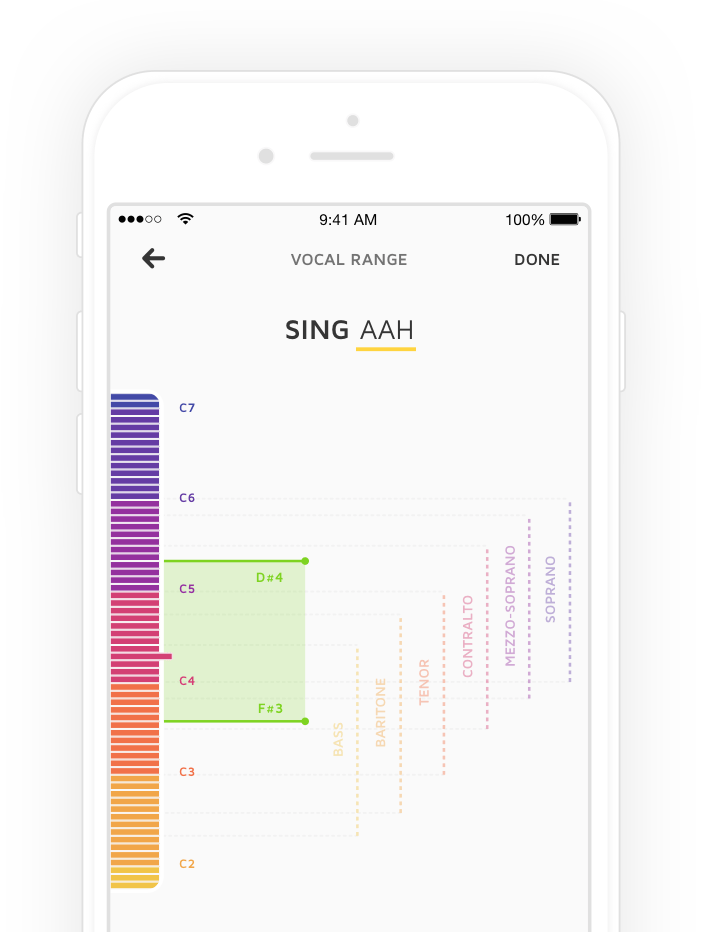 9:41 AM
100%
VOCAL RANGE
DONE
SING AAH
C7
C6
D#4
C5
C4
F#3
C3
C2
BASS
BARITONE
TENOR
CONTRALTO
MEZZO-SOPRANO
SOPRANO